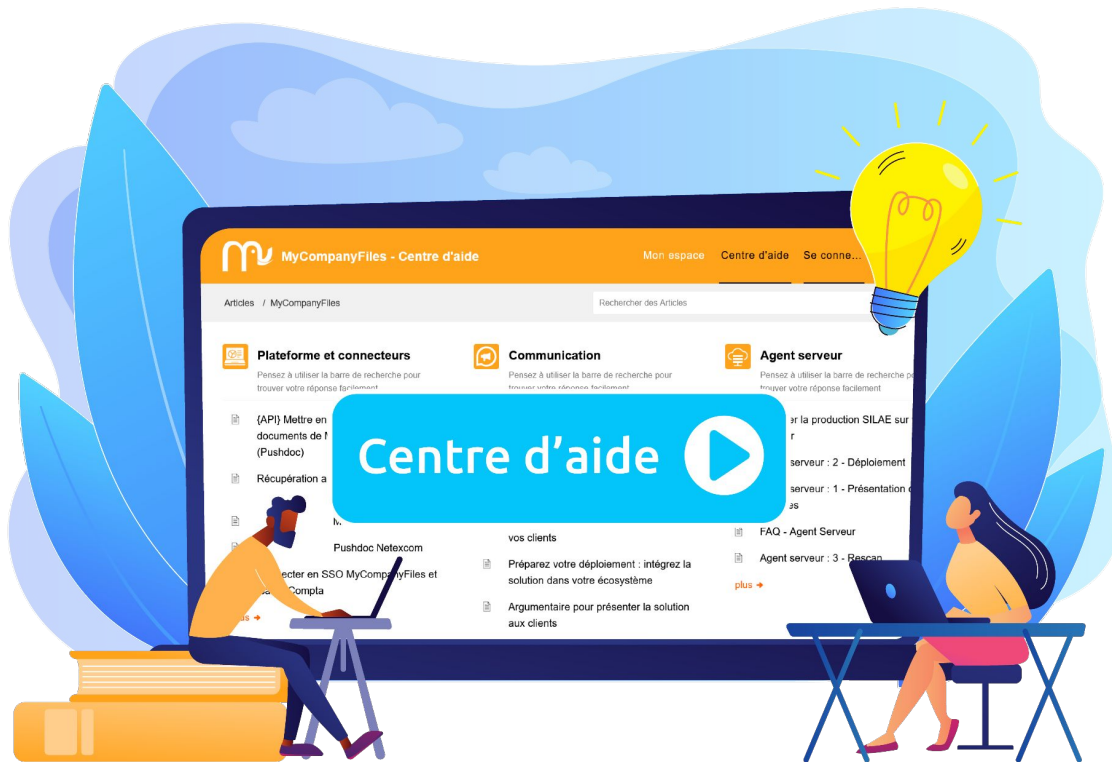 MyCompanyFiles - Centre d'aide
Mon espace Centre d'aide Se conne...
Articles / MyCompanyFiles
Rechercher des Articles
Plateforme et connecteurs
Pensez à utiliser la barre de recherche pour
trouver votre réponse facilement
{API} Mettre en
documents de
(Pushdoc)
Récupération a
Pushdoc Netexcom
ecter en SSO MyCompanyFiles et
Compta
Communication
Pensez à utiliser la barre de recherche pour
trouver votre réponse facilement
Centre d'aide
vos clients
Préparez votre déploiement : intégrez la
solution dans votre écosystème
Argumentaire pour présenter la solution
aux clients
Agent serveur
Pensez à utiliser la barre de recherche
trouver votre réponse facilement
er la production SILAE sur
serveur : 2 - Déploiement
serveur : 1 - Présentation
FAQ - Agent Serveur
Agent serveur : 3 - Rescan
plus →